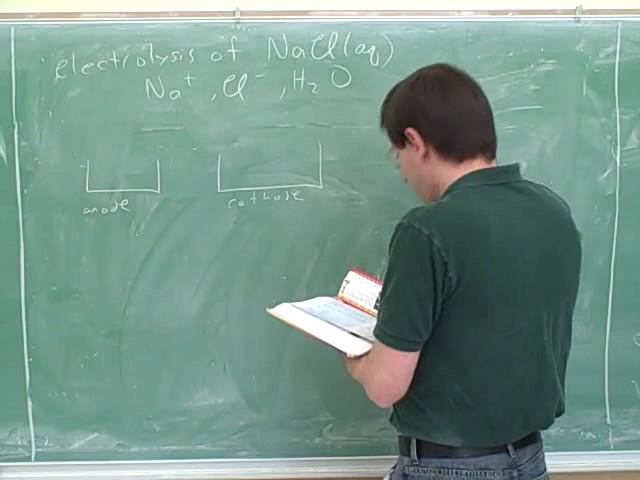 electrolysis of NaCl(aq)
Na⁺, Cl⁻, H₂O
anode cathode